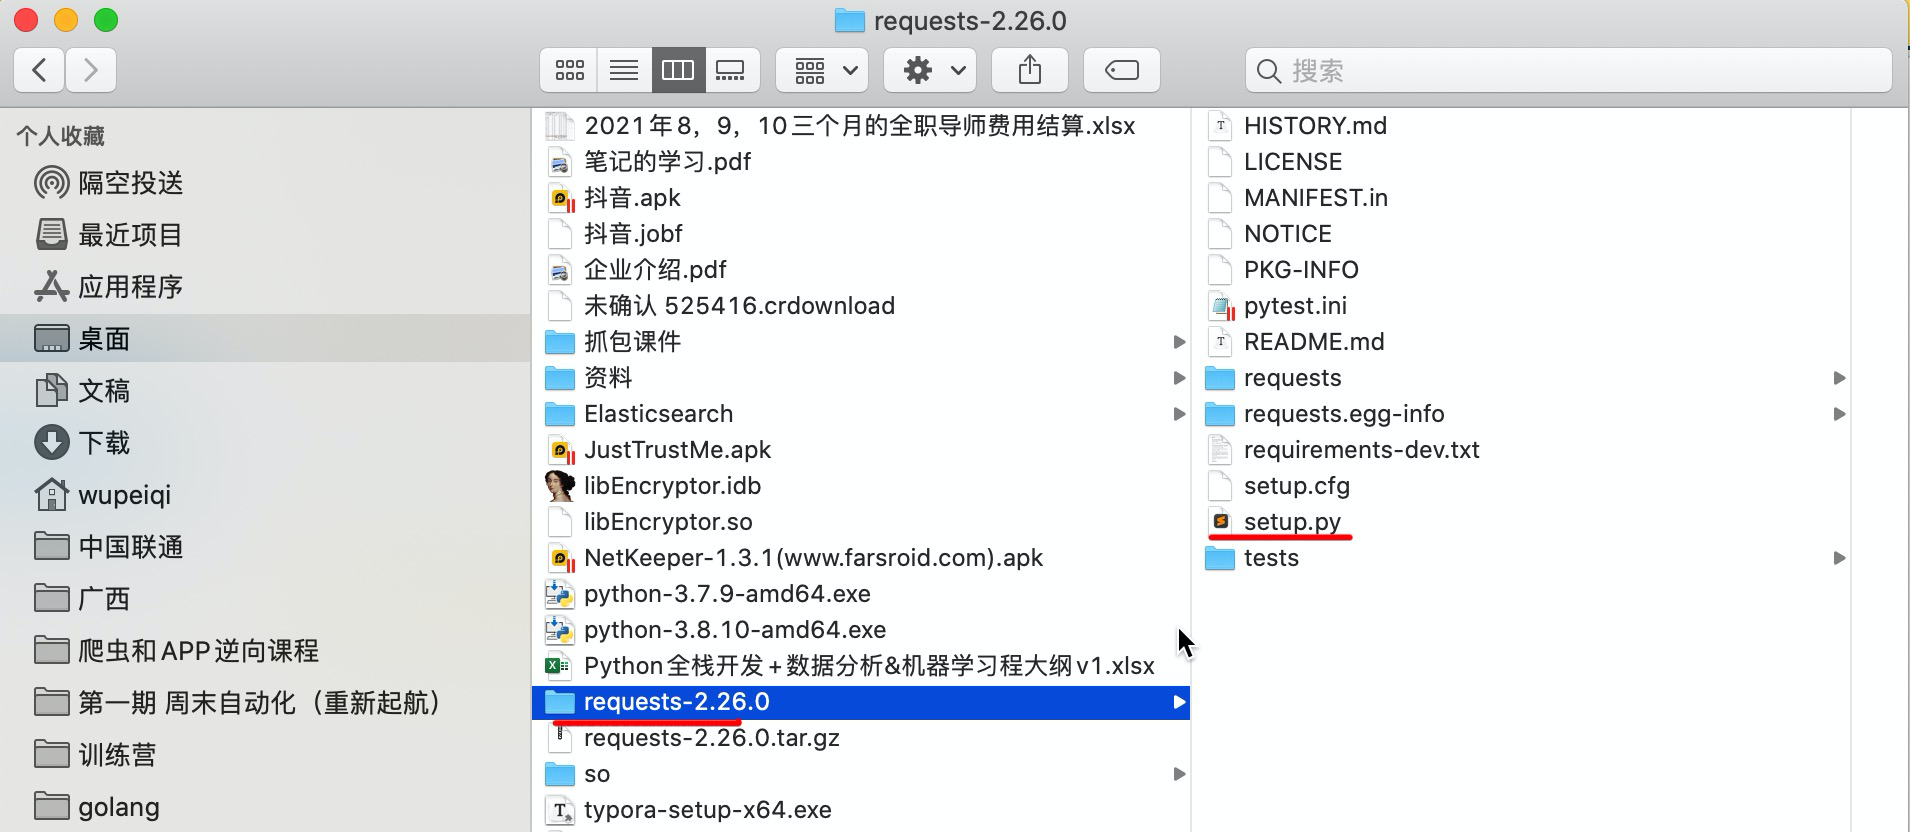 requests-2.26.0
搜索
个人收藏
隔空投送
最近项目
应用程序
桌面
文稿
下载
wupeiqi
中国联通
广西
爬虫和APP逆向课程
第一期 周末自动化（重新起航）
训练营
golang
2021年8，9，10三个月的全职导师费用结算.xlsx
笔记的学习.pdf
抖音.apk
抖音.jobf
企业介绍.pdf
未确认 525416.crdownload
抓包课件
资料
Elasticsearch
JustTrustMe.apk
libEncryptor.idb
libEncryptor.so
NetKeeper-1.3.1(www.farsroid.com).apk
python-3.7.9-amd64.exe
python-3.8.10-amd64.exe
Python全栈开发+数据分析&机器学习程大纲v1.xlsx
requests-2.26.0
requests-2.26.0.tar.gz
so
typora-setup-x64.exe
HISTORY.md
LICENSE
MANIFEST.in
NOTICE
PKG-INFO
pytest.ini
README.md
requests
requests.egg-info
requirements-dev.txt
setup.cfg
setup.py
tests